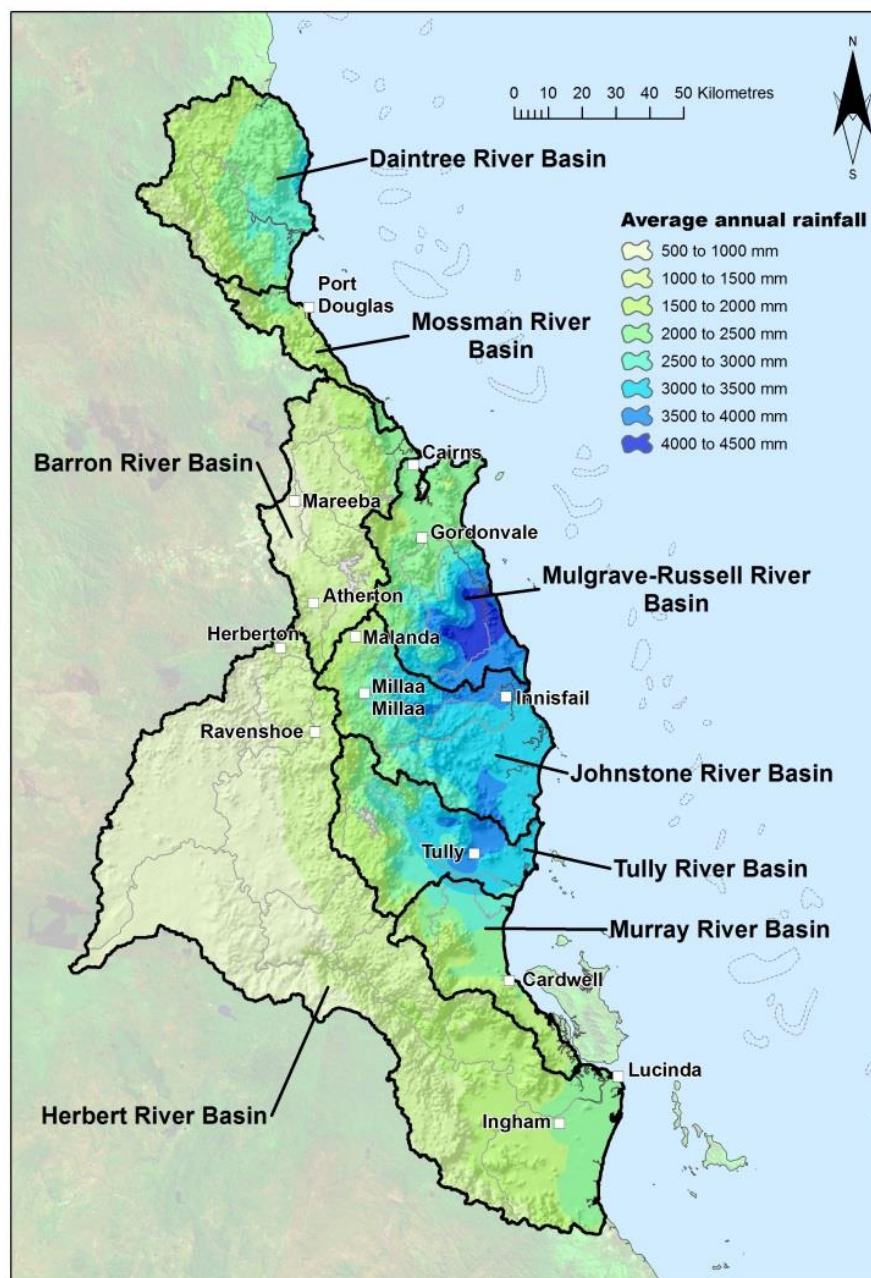 N
S
0 10 20 30 40 50 Kilometres
Daintree River Basin
Average annual rainfall
500 to 1000 mm
1000 to 1500 mm
1500 to 2000 mm
2000 to 2500 mm
2500 to 3000 mm
3000 to 3500 mm
3500 to 4000 mm
4000 to 4500 mm
Port
Douglas
Mossman River
Basin
Barron River Basin
Cairns
Mareeba
Gordonvale
Mulgrave-Russell River
Basin
Atherton
Herberton
Malanda
Millaa
Millaa
Innisfail
Ravenshoe
Johnstone River Basin
Tully
Tully River Basin
Murray River Basin
Cardwell
Lucinda
Herbert River Basin
Ingham